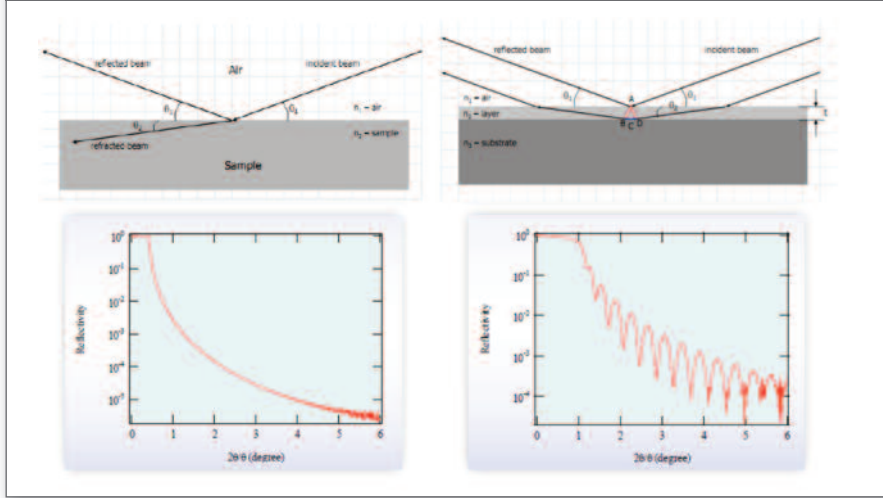 reflected beam
Air
incident beam
θ₁
θ₁
n₁ = air
θ₂
n₂ = sample
refracted beam
Sample
reflected beam
incident beam
A
θ₁
θ₁
n₁ = air
θ₂
n₂ = layer
B C D
t
n₃ = substrate
10⁰
10⁻¹
10⁻²
10⁻³
10⁻⁴
10⁻⁵
Reflectivity
0 1 2 3 4 5 6
2θ/θ (degree)
10⁰
10⁻¹
10⁻²
10⁻³
10⁻⁴
Reflectivity
0 1 2 3 4 5 6
2θ/θ (degree)